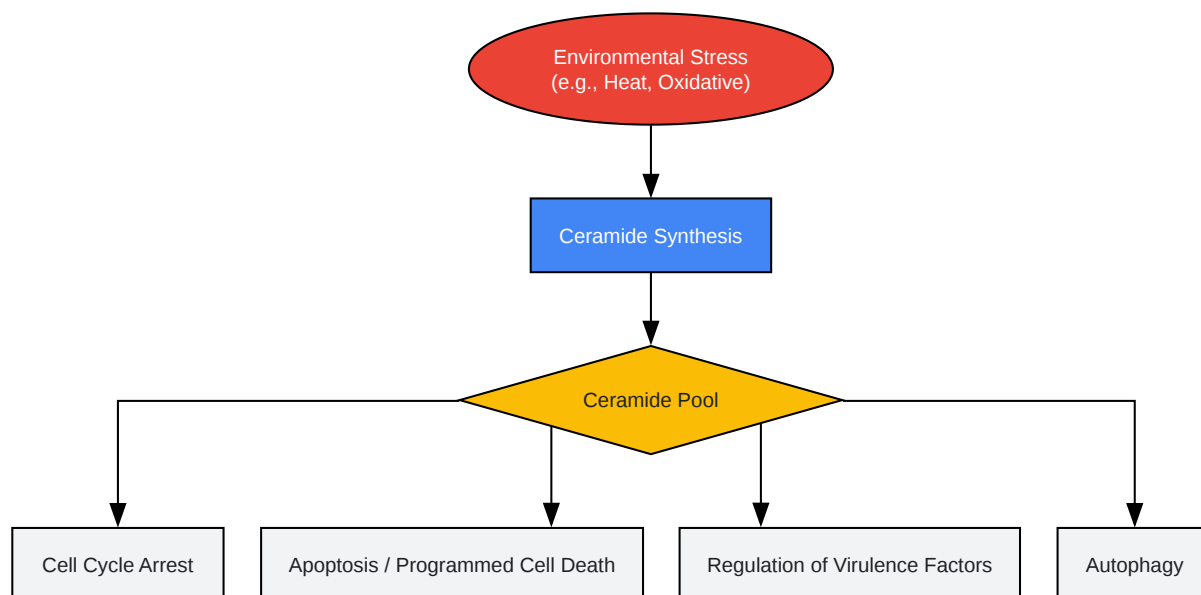 Environmental Stress
(e.g., Heat, Oxidative)
Ceramide Synthesis
Ceramide Pool
Cell Cycle Arrest
Apoptosis / Programmed Cell Death
Regulation of Virulence Factors
Autophagy